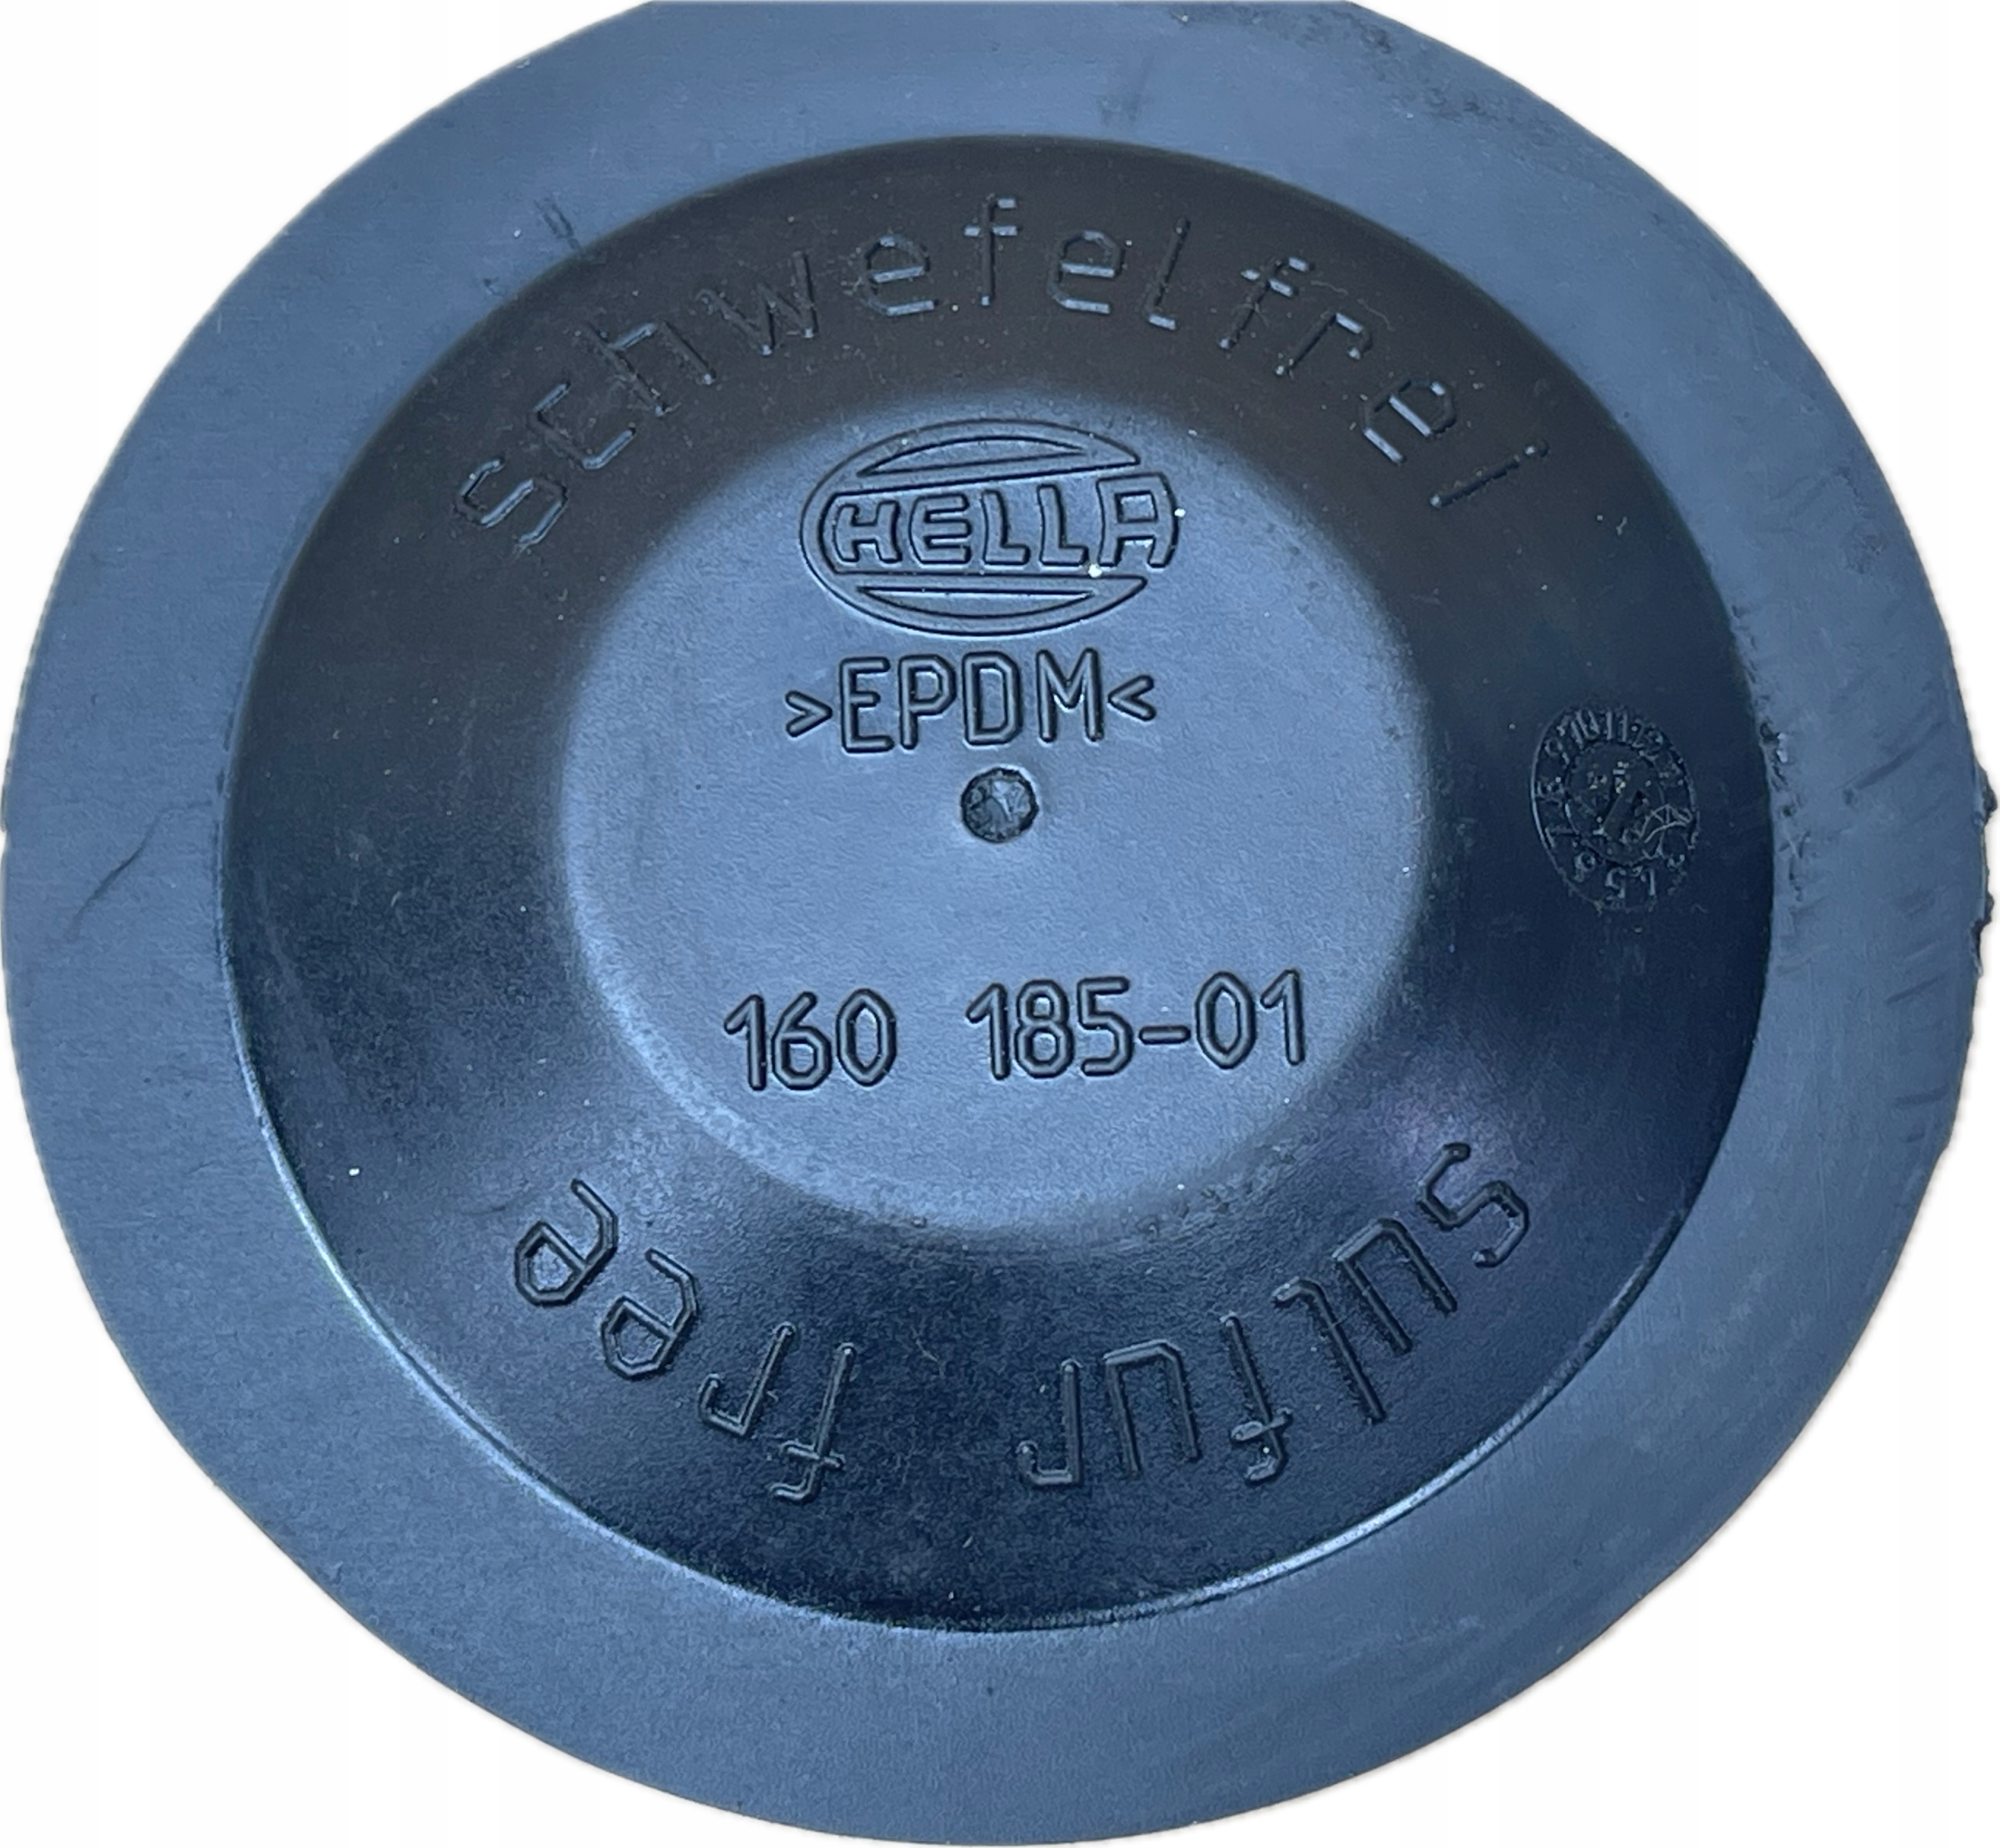 schwefelfrei
HELLA
>EPDM<
160 185-01
sulfur free